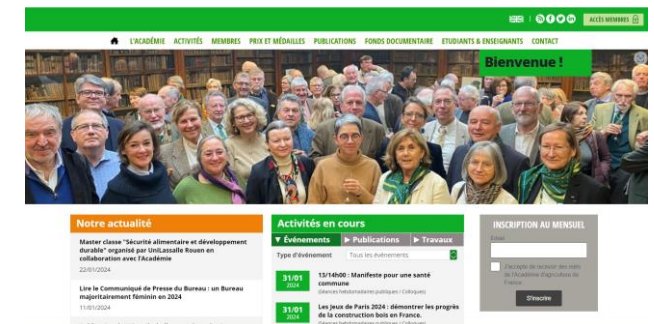 ACCÈS MEMBRES
L'ACADÉMIE ACTIVITÉS MEMBRES PRIX ET MÉDAILLES PUBLICATIONS FONDS DOCUMENTAIRE ETUDIANTS & ENSEIGNANTS CONTACT
Bienvenue !
Notre actualité
Master classe "Sécurité alimentaire et développement
durable" organisé par UniLassalle Rouen en
collaboration avec l'Académie
22/01/2024
Lire le Communiqué de Presse du Bureau : un Bureau
majoritairement féminin en 2024
11/01/2024
Activités en cours
▼ Événements ▶ Publications ▶ Travaux
Type d'événement Tous les événements
31/01
2024
13/14h00 : Manifeste pour une santé
commune
(Séances hebdomadaires publiques / Colloques)
31/01
2024
Les Jeux de Paris 2024 : démontrer les progrès
de la construction bois en France.
(Séances hebdomadaires publiques / Colloques)
INSCRIPTION AU MENSUEL
Email
J'accepte de recevoir des mails
de l'Académie d'agriculture de
France
S'inscrire